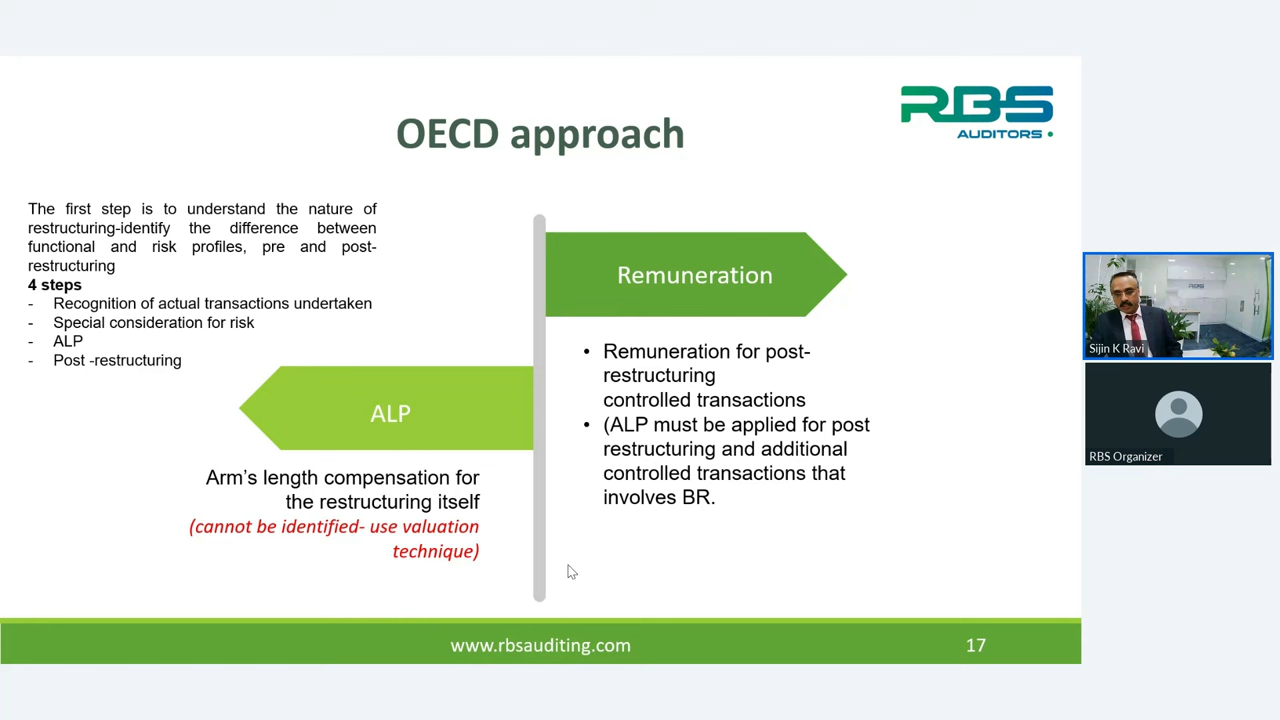 OECD approach
RBS
AUDITORS
The first step is to understand the nature of
restructuring-identify the difference between
functional and risk profiles, pre and post-
restructuring
4 steps
- Recognition of actual transactions undertaken
- Special consideration for risk
- ALP
- Post -restructuring
ALP
Arm’s length compensation for
the restructuring itself
(cannot be identified- use valuation
technique)
Remuneration
• Remuneration for post-
restructuring
controlled transactions
• (ALP must be applied for post
restructuring and additional
controlled transactions that
involves BR.
www.rbsauditing.com
17
Sijin K Ravi
RBS Organizer